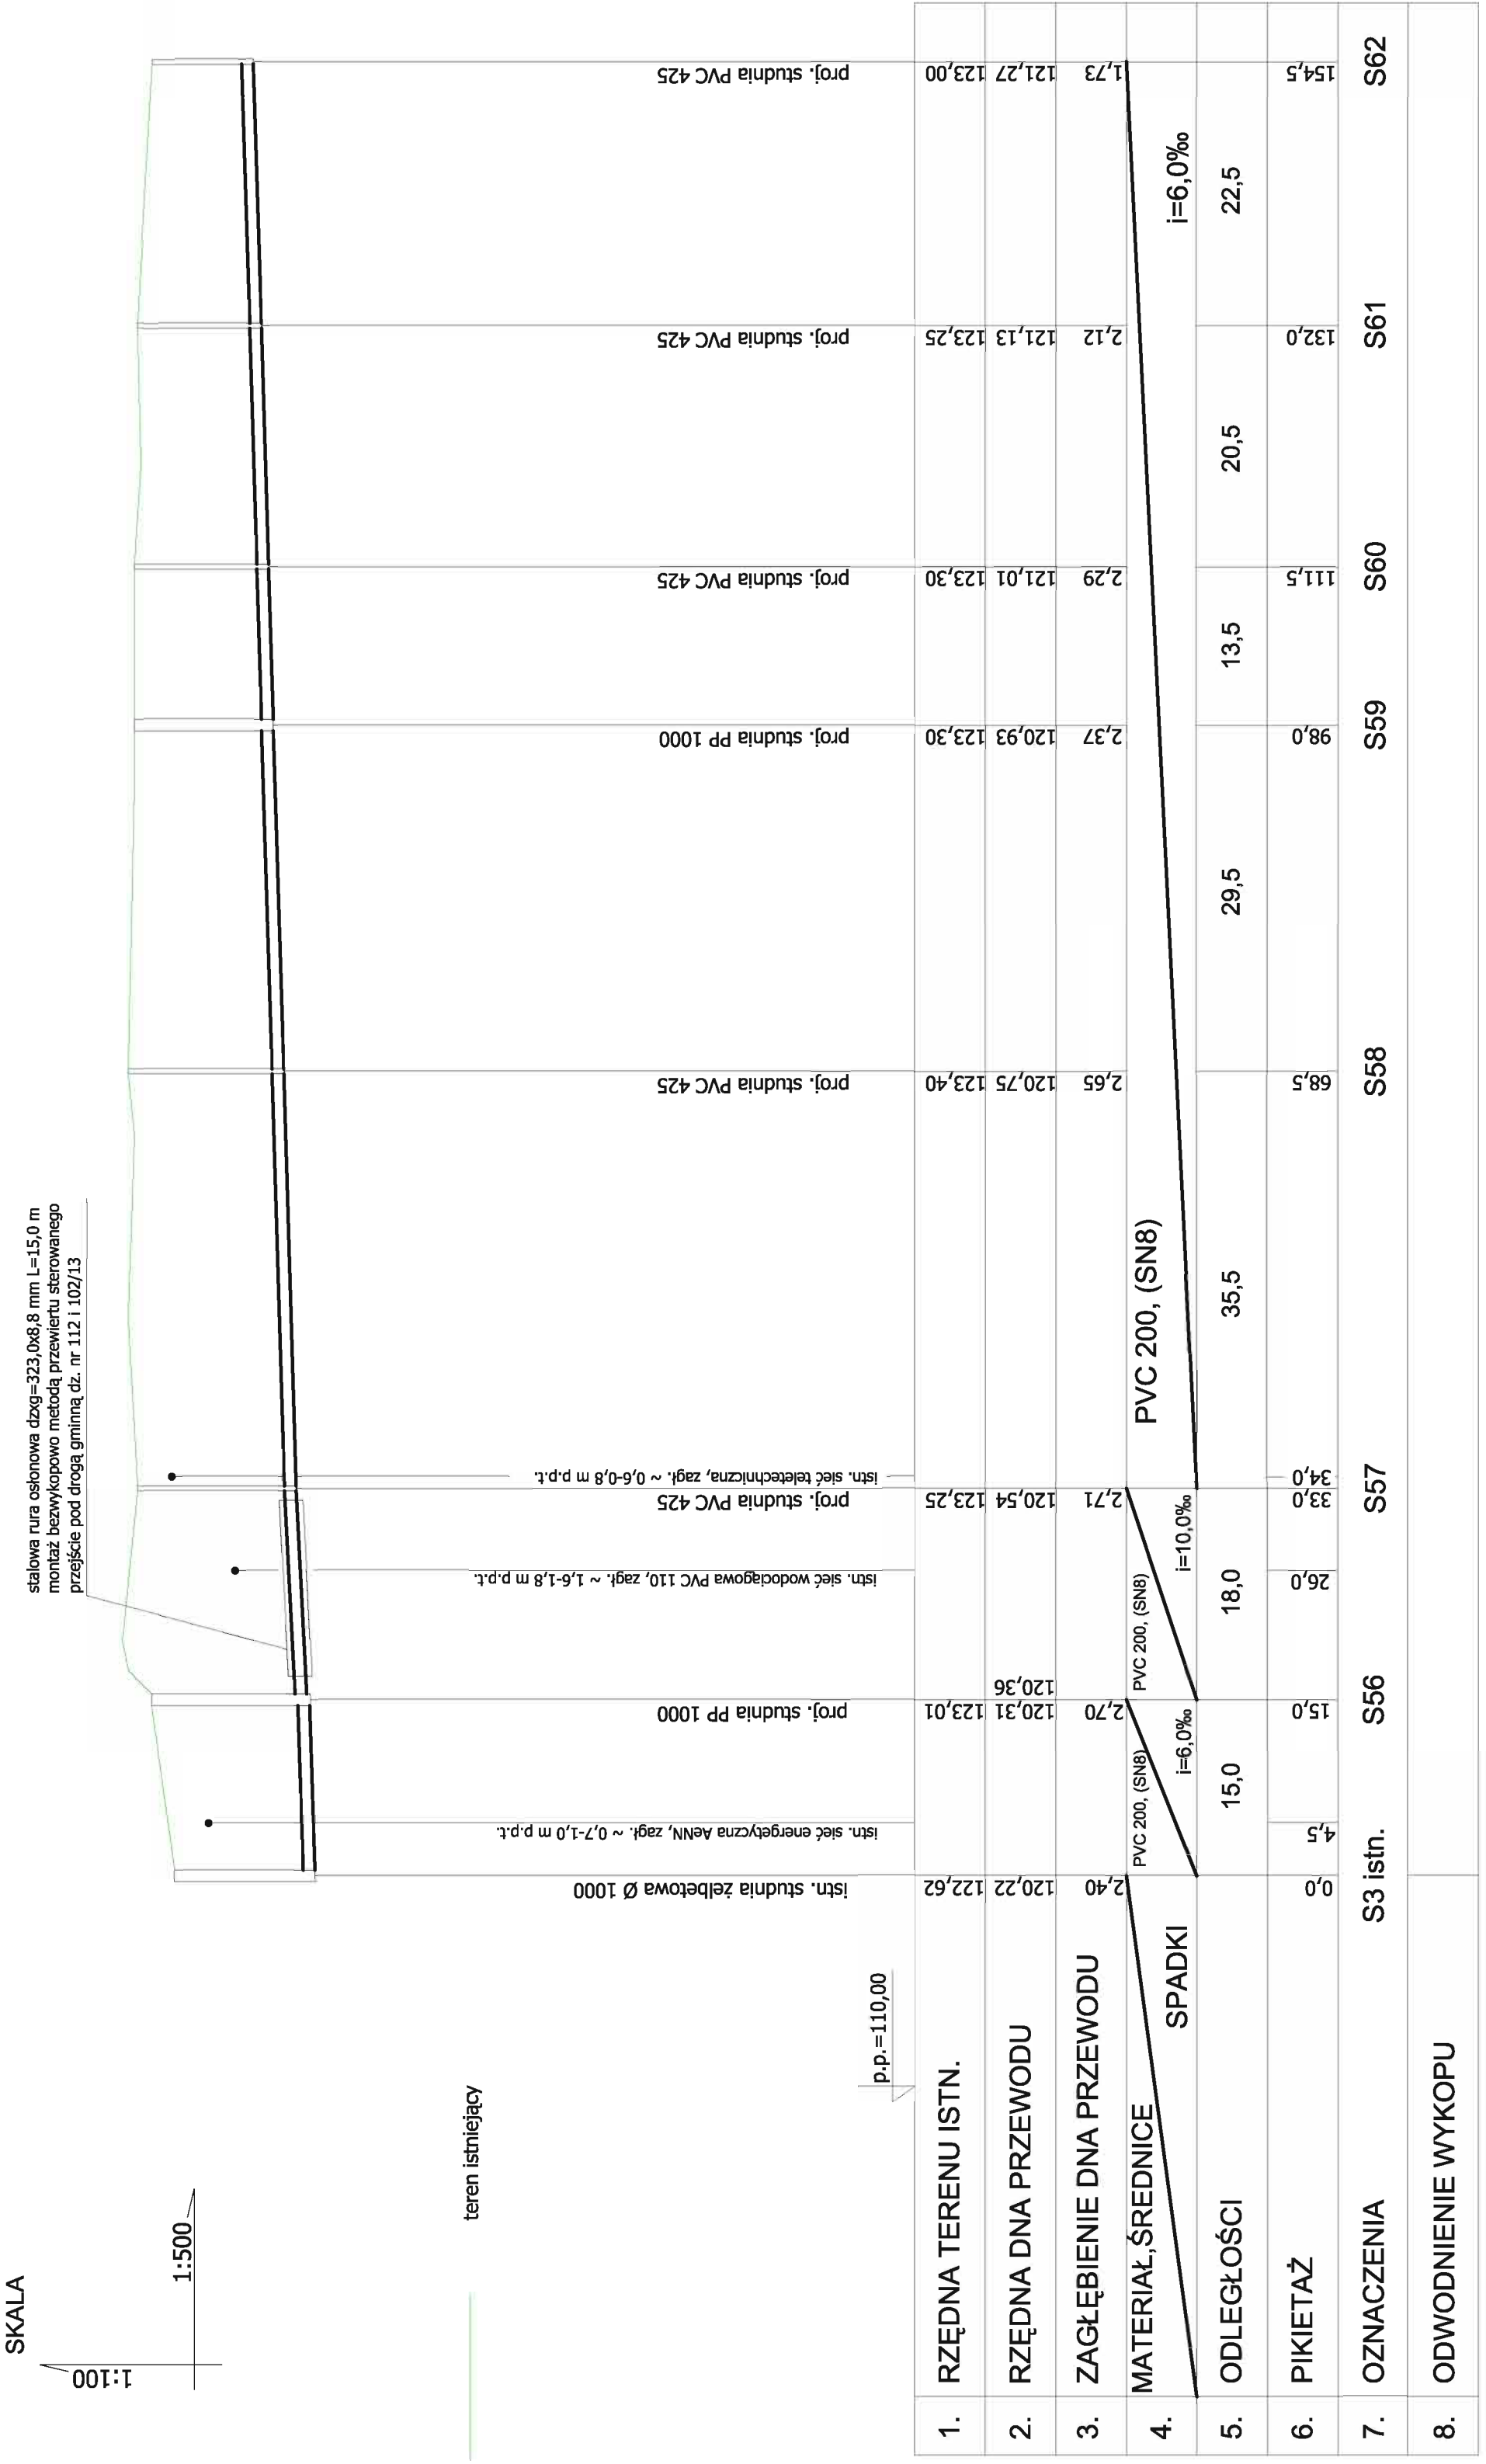 SKALA
1:100
1:500
teren istniejący
stalowa rura osłonowa dzxg=323,0x8,8 mm L=15,0 m
montaż bezwykopowo metodą przewiertu sterowanego
przejście pod drogą gminną dz. nr 112 i 102/13
p.p.=110,00
istn. studnia żelbetowa Ø 1000
istn. sieć energetyczna AeNN, zagł. ~ 0,7-1,0 m p.p.t.
proj. studnia PP 1000
istn. sieć wodociągowa PVC 110, zagł. ~ 1,6-1,8 m p.p.t.
proj. studnia PVC 425
istn. sieć teletechniczna, zagł. ~ 0,6-0,8 m p.p.t.
proj. studnia PVC 425
proj. studnia PP 1000
proj. studnia PVC 425
proj. studnia PVC 425
proj. studnia PVC 425
1. RZĘDNA TERENU ISTN. 122,62 123,01 123,25 123,40 123,30 123,30 123,25 123,00
2. RZĘDNA DNA PRZEWODU 120,22 120,31 120,36 120,54 120,75 120,93 121,01 121,13 121,27
3. ZAGŁĘBIENIE DNA PRZEWODU 2,40 2,70 2,71 2,65 2,37 2,29 2,12 1,73
4. MATERIAŁ,ŚREDNICE SPADKI
PVC 200, (SN8) i=6,0‰
PVC 200, (SN8) i=10,0‰
PVC 200, (SN8) i=6,0‰
5. ODLEGŁOŚCI 15,0 18,0 35,5 29,5 13,5 20,5 22,5
6. PIKIETAŻ 0,0 4,5 15,0 26,0 33,0 34,0 68,5 98,0 111,5 132,0 154,5
7. OZNACZENIA S3 istn. S56 S57 S58 S59 S60 S61 S62
8. ODWODNIENIE WYKOPU